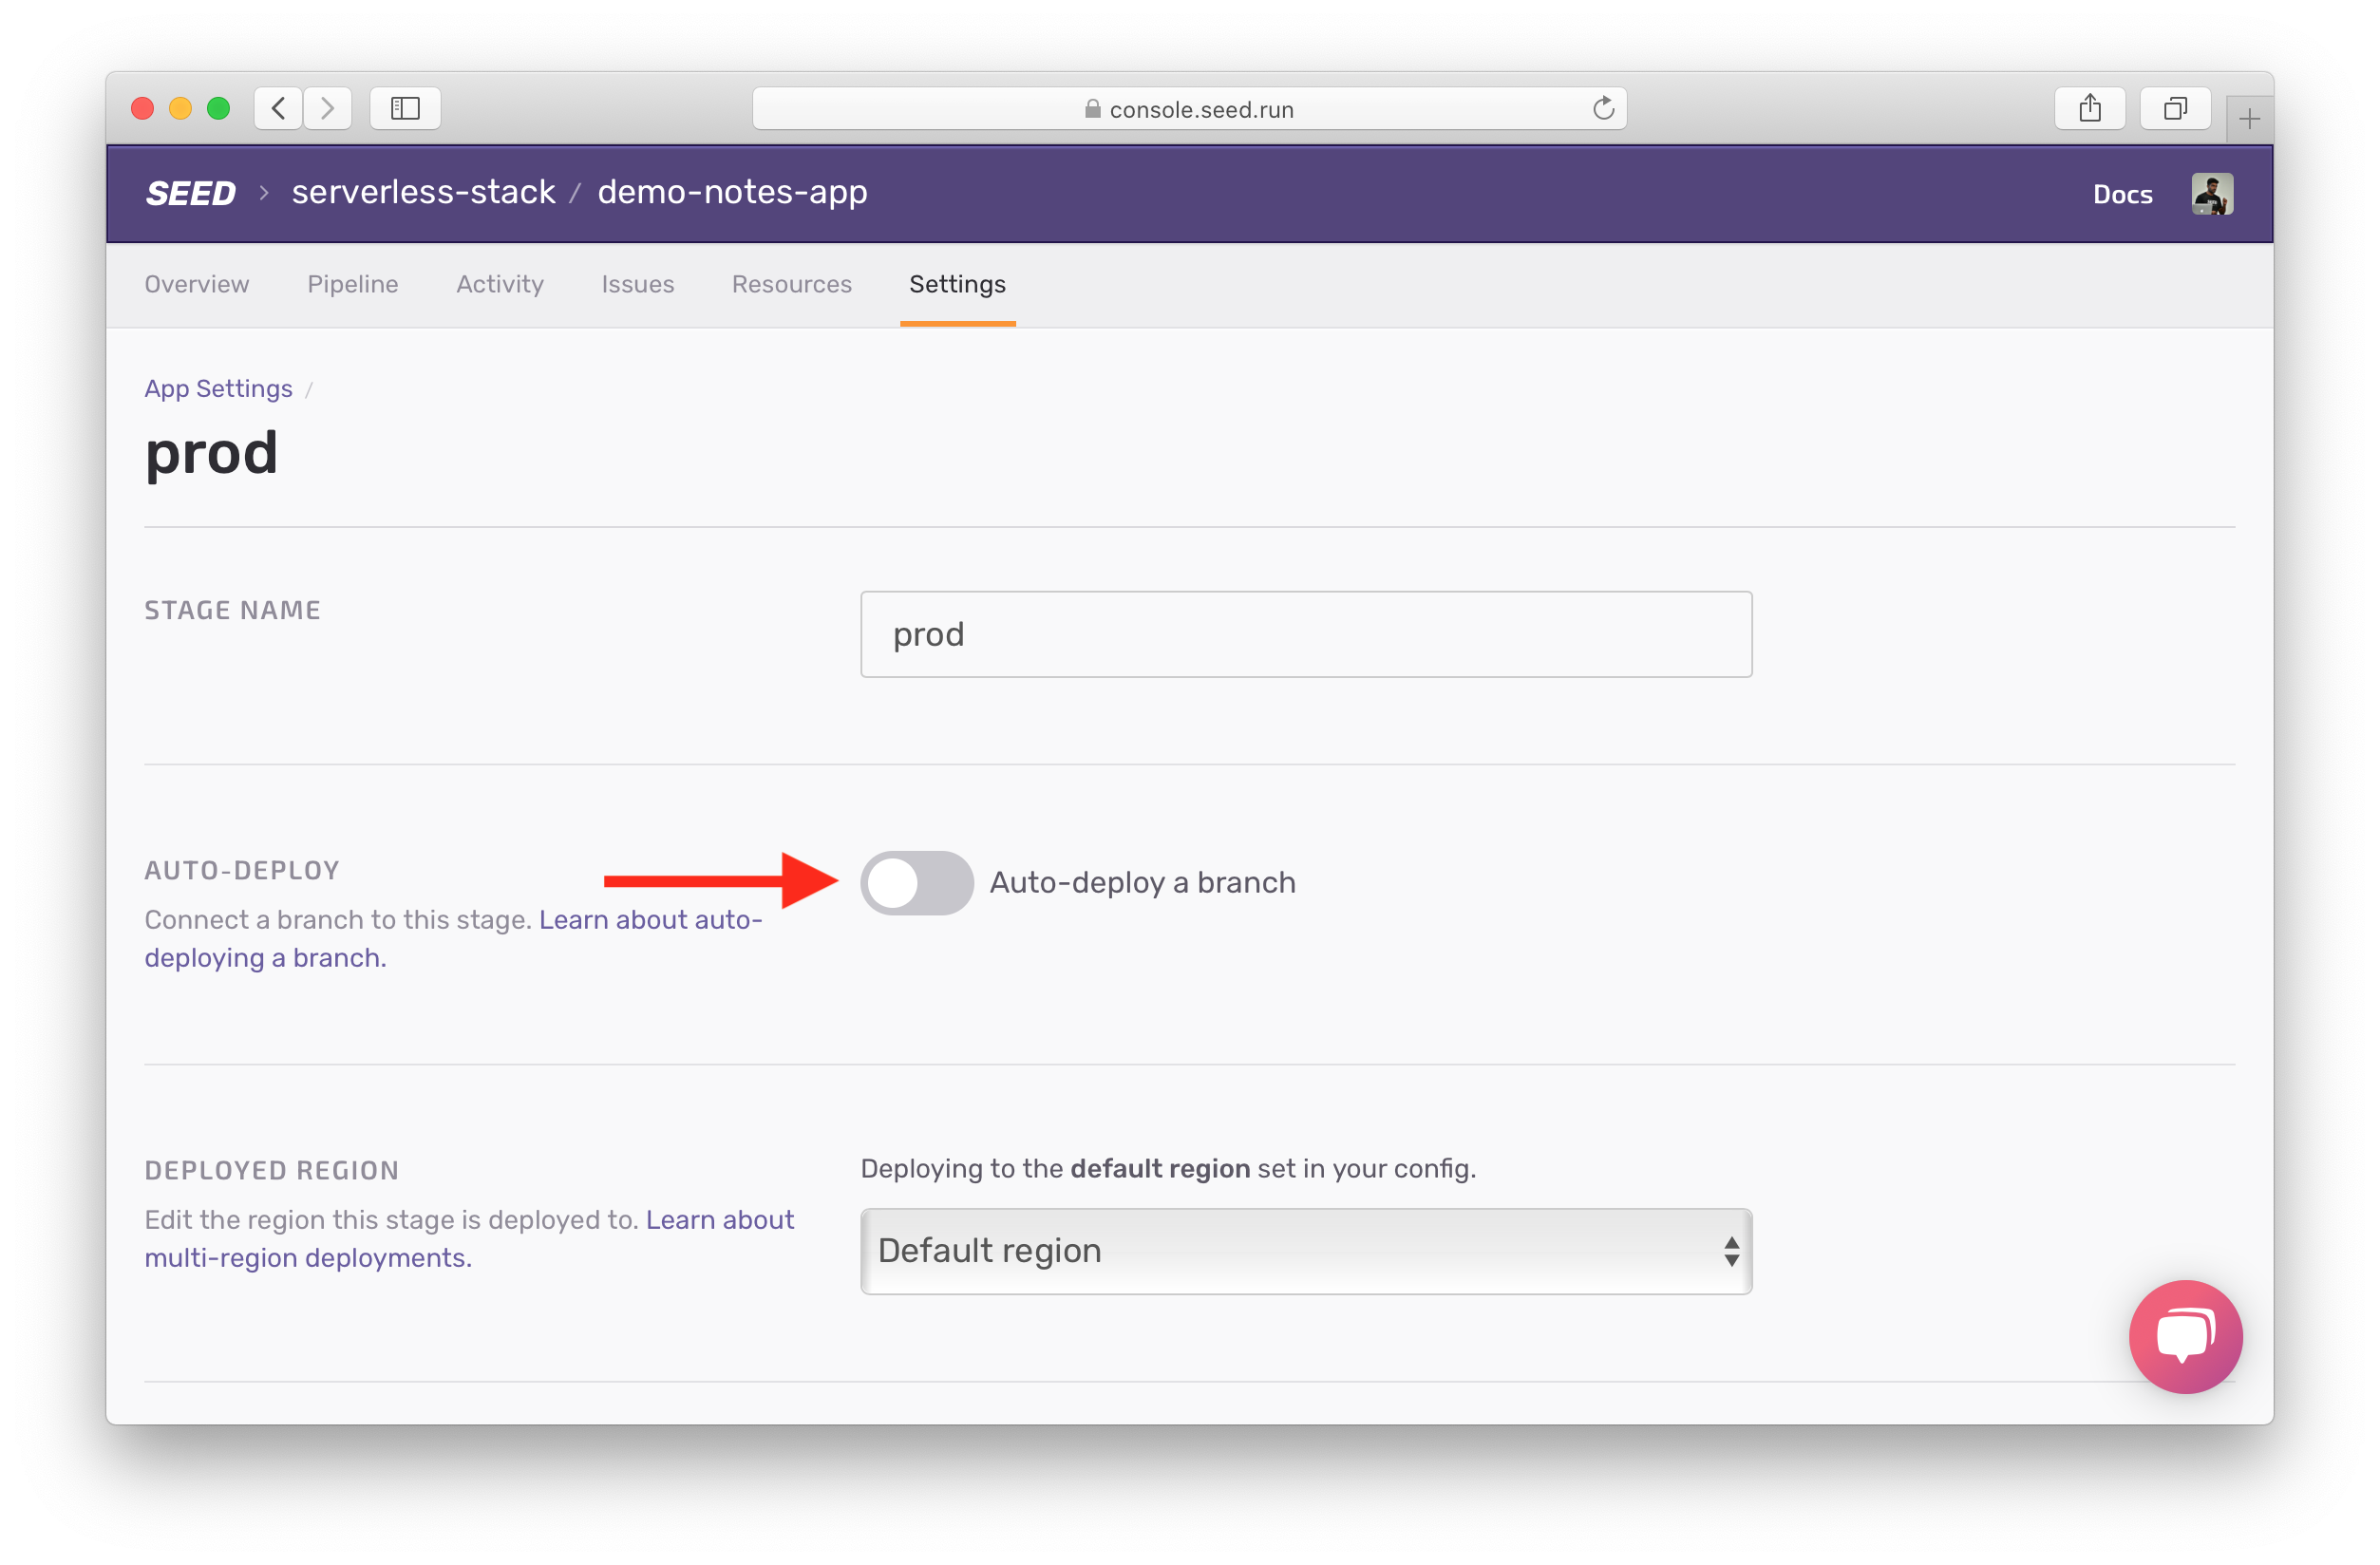 console.seed.run
SEED > serverless-stack / demo-notes-app
Docs
Overview Pipeline Activity Issues Resources Settings
App Settings /
prod
STAGE NAME
prod
AUTO-DEPLOY
Auto-deploy a branch
Connect a branch to this stage. Learn about auto-
deploying a branch.
DEPLOYED REGION
Deploying to the default region set in your config.
Edit the region this stage is deployed to. Learn about
multi-region deployments.
Default region